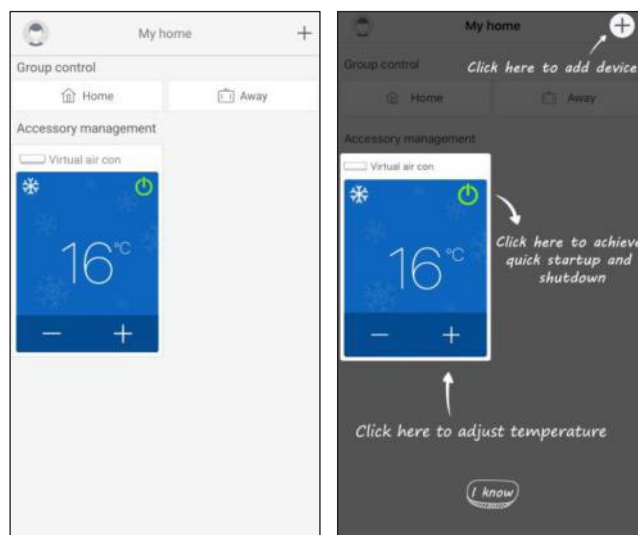 My home
Group control
Home
Away
Accessory management
Virtual air con
16°C
My home
Click here to add device
Group control
Home
Away
Accessory management
Virtual air con
16°C
Click here to achieve
quick startup and
shutdown
Click here to adjust temperature
I know